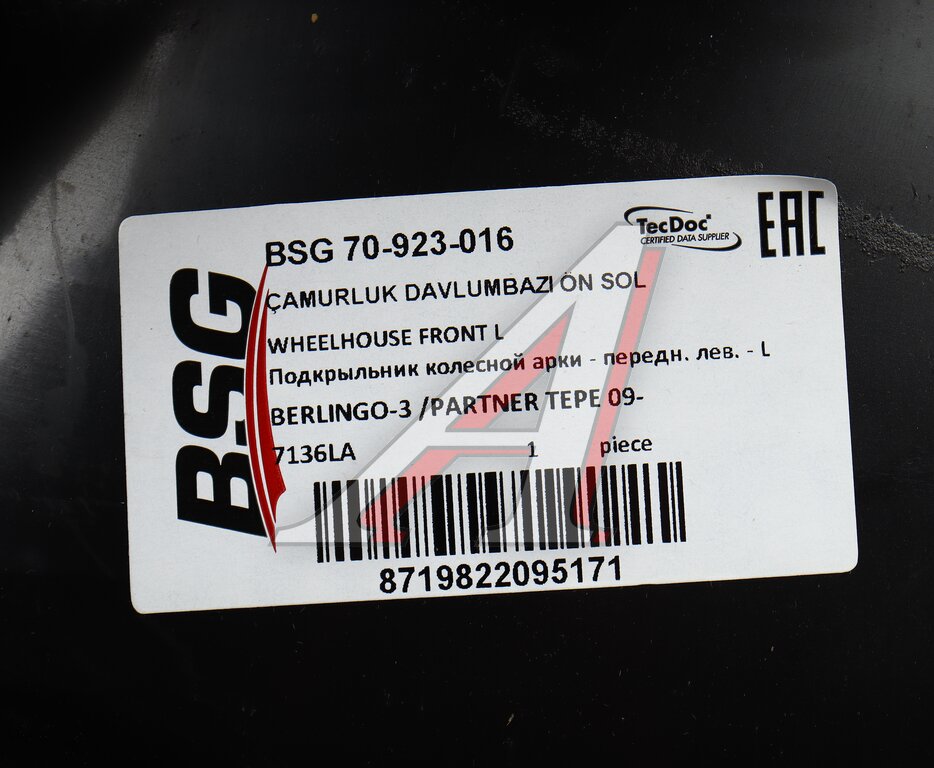 BSG
BSG 70-923-016
TecDoc
CERTIFIED DATA SUPPLIER
EAC
ÇAMURLUK DAVLUMBAZI ÖN SOL
WHEELHOUSE FRONT L
Подкрыльник колесной арки - передн. лев. - L
BERLINGO-3 /PARTNER TEPE 09-
7136LA 1 piece
8719822095171